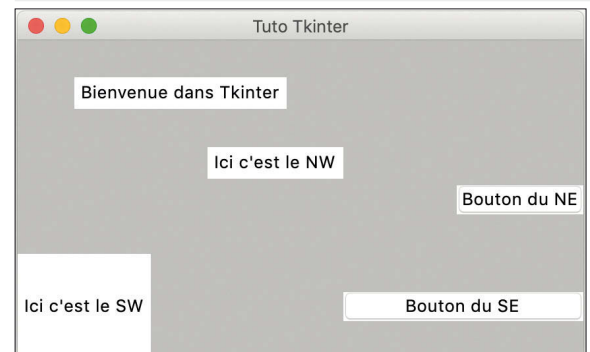 Tuto Tkinter
Bienvenue dans Tkinter
Ici c'est le NW
Bouton du NE
Ici c'est le SW
Bouton du SE